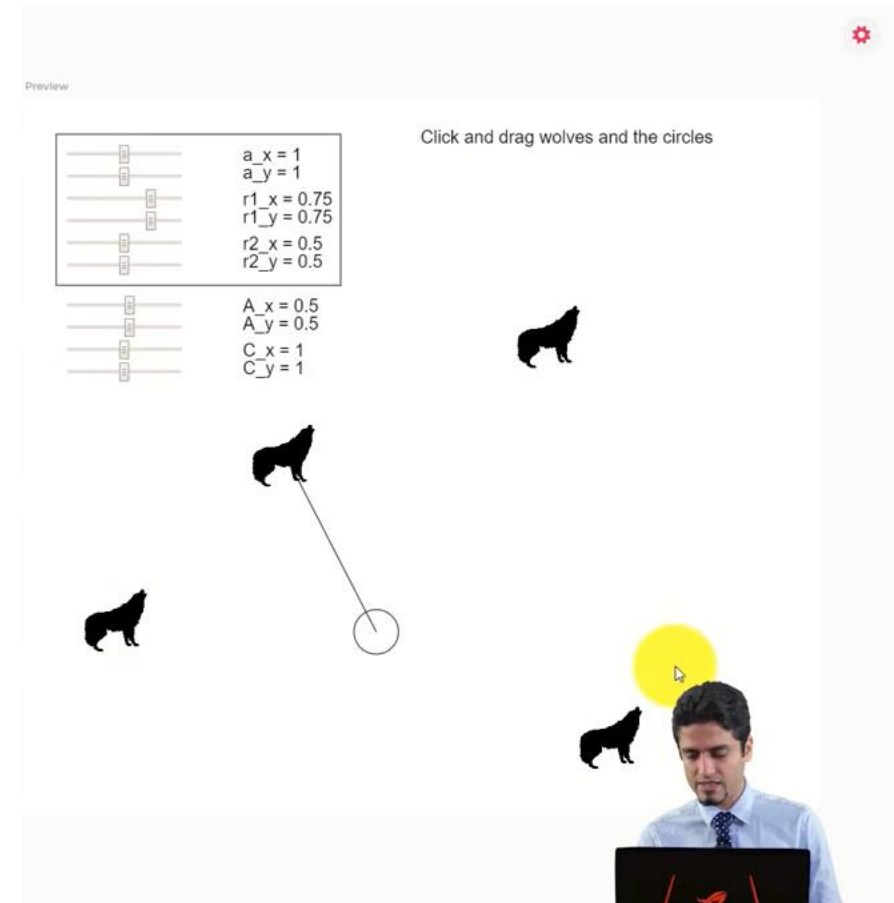 Preview
Click and drag wolves and the circles
a_x = 1
a_y = 1
r1_x = 0.75
r1_y = 0.75
r2_x = 0.5
r2_y = 0.5
A_x = 0.5
A_y = 0.5
C_x = 1
C_y = 1